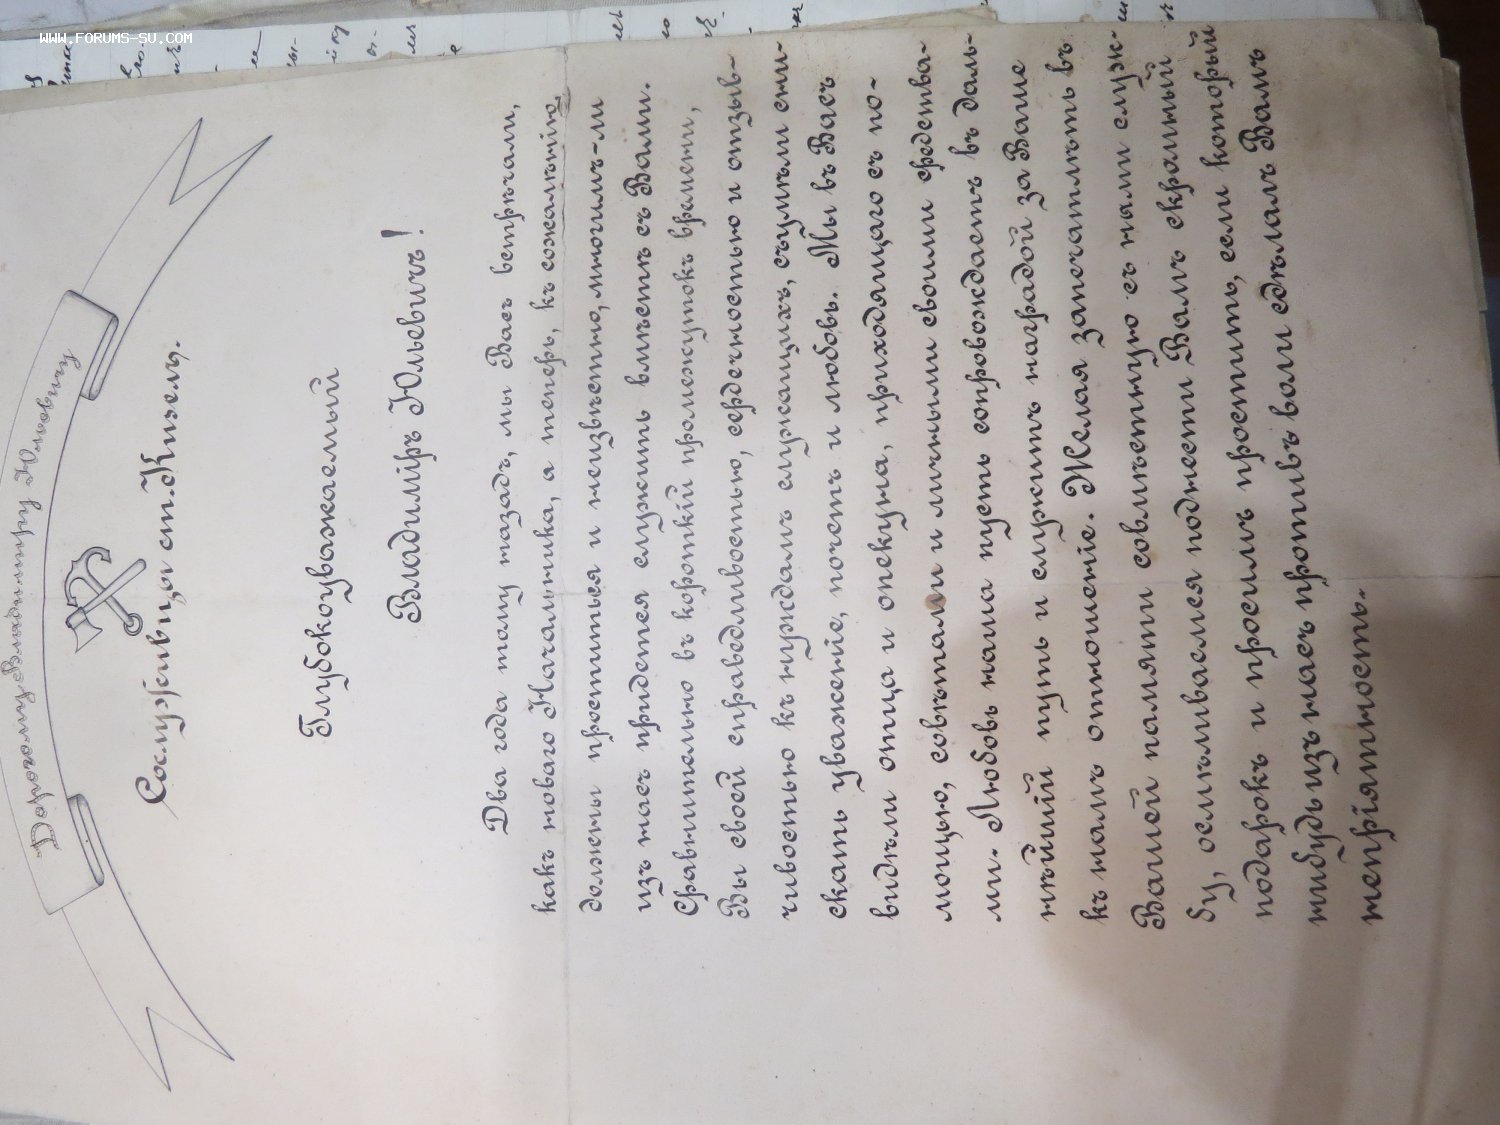 WWW.FORUMS-SU.COM
Дорогому Владимиру Юльевичу
Сослуживцы ст. Кинель.
Глубокоуважаемый
Владиміръ Юльевичъ!
Два года тому назадъ, мы Васъ встрѣчали,
какъ новаго Начальника, а теперь, къ сожалѣнію,
должны проститься и неизвѣстно, многимъ-ли
изъ насъ придется служить вмѣстѣ съ Вами.
Сравнительно въ короткій промежутокъ времени,
Вы своей справедливостью, сердечностью и отзыв-
чивостью къ нуждамъ служащихъ, съумѣли сни-
скать уваженіе, почетъ и любовь. Мы въ Васъ
видѣли отца и опекуна, приходящаго съ по-
мощью, совѣтами и личными своими средства-
ми. Любовь наша пусть сопровождаетъ въ даль-
нѣйшій путь и служитъ наградой за Ваше
къ намъ отношеніе. Желая запечатлѣть въ
Вашей памяти совмѣстную съ нами служ-
бу, осмѣливаемся поднести Вамъ скромный
подарокъ и просимъ простить, если который
нибудь изъ насъ противъ воли сдѣлалъ Вамъ
непріятность.